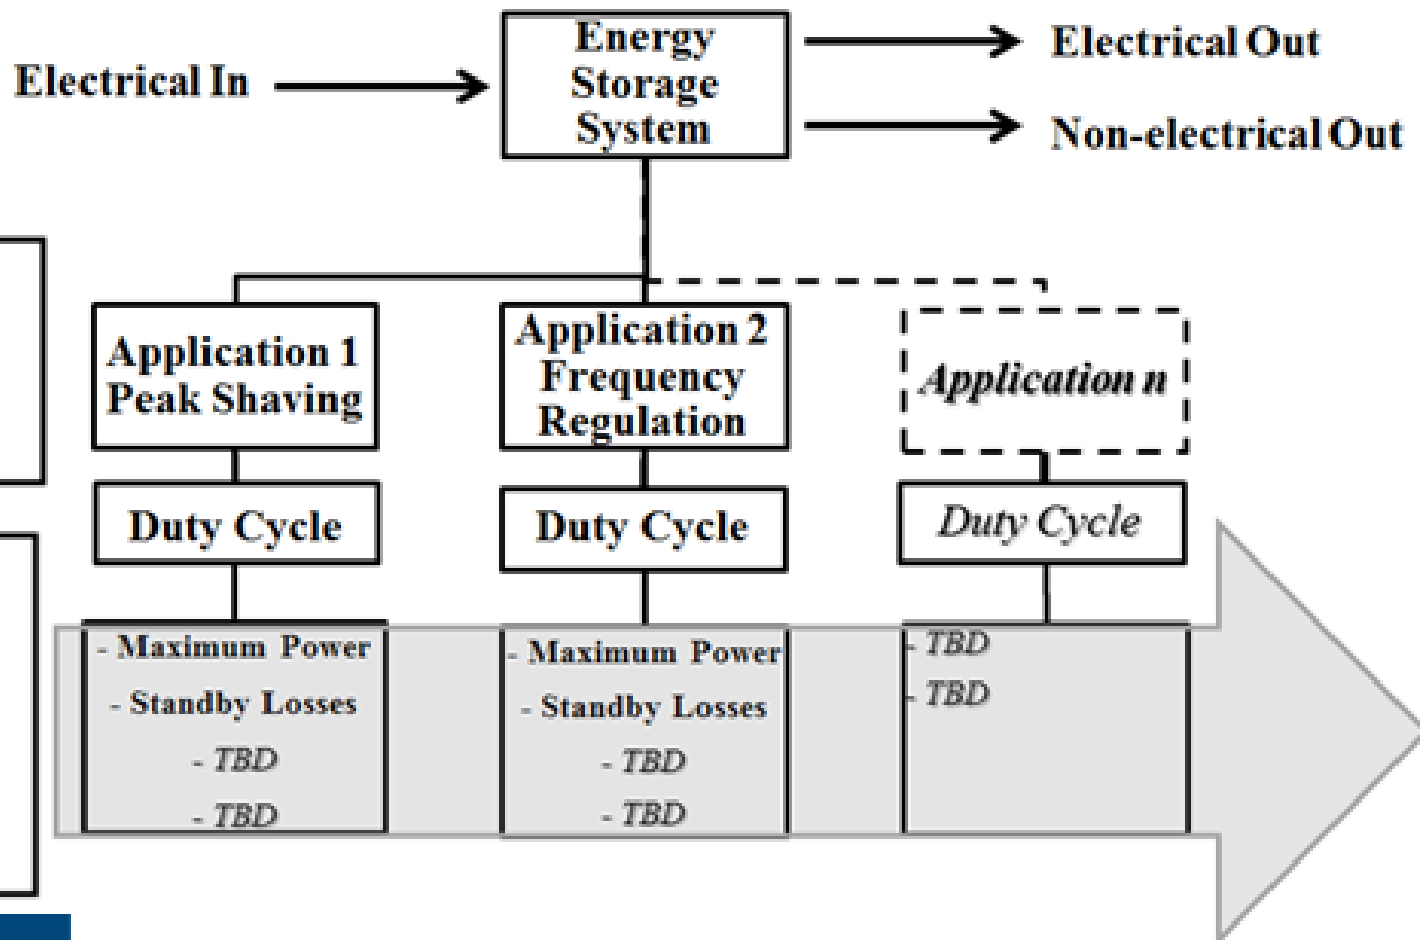 Energy
Storage
System
Electrical In
Electrical Out
Non-electrical Out
Application 1
Peak Shaving
Application 2
Frequency
Regulation
Application n
Duty Cycle
Duty Cycle
Duty Cycle
- Maximum Power
- Standby Losses
- TBD
- TBD
- Maximum Power
- Standby Losses
- TBD
- TBD
- TBD
- TBD